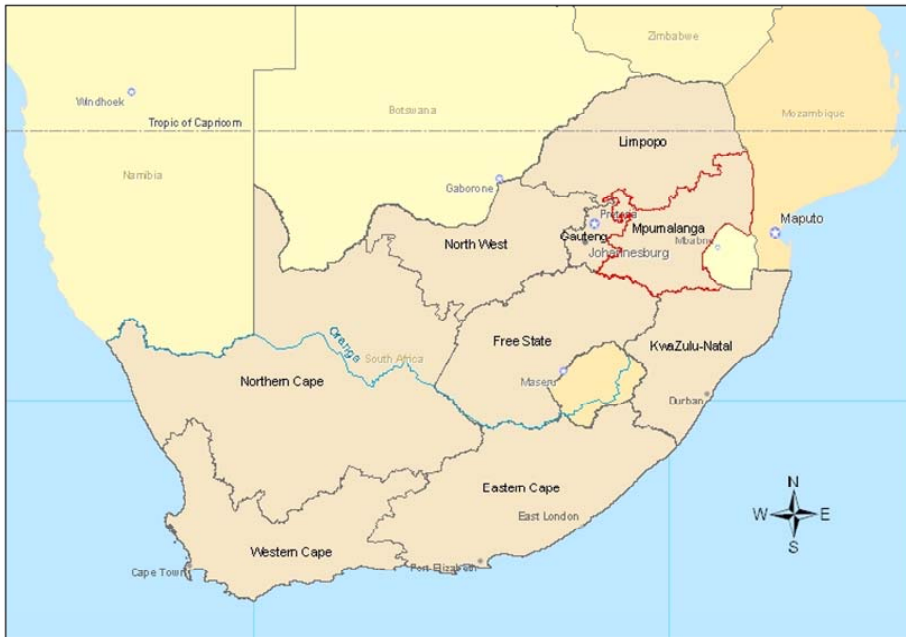 Zimbabwe
Windhoek
Botswana
Tropic of Capricorn
Mozambique
Limpopo
Namibia
Gaborone
Pretoria
Maputo
Mpumalanga
North West
Gauteng
Mbabne
Johannesburg
Orange
Free State
KwaZulu-Natal
South Africa
Northern Cape
Maseru
Durban
Eastern Cape
N
W E
S
East London
Western Cape
Port Elizabeth
Cape Town